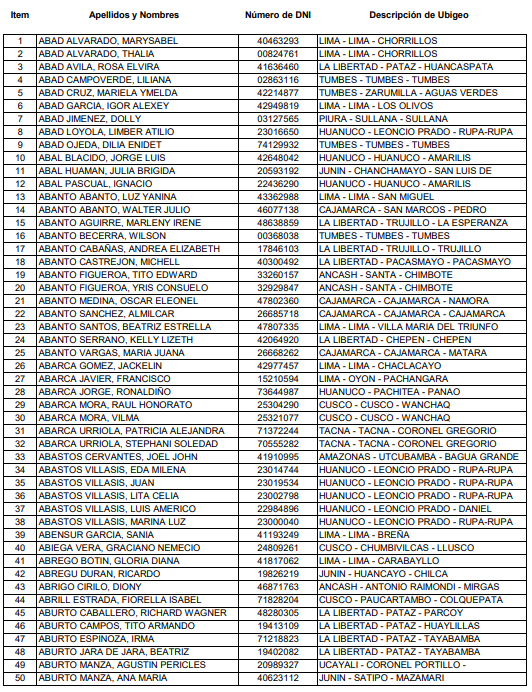 Item Apellidos y Nombres Número de DNI Descripción de Ubigeo
1 ABAD ALVARADO, MARYSABEL 40463293 LIMA - LIMA - CHORRILLOS
2 ABAD ALVARADO, THALIA 00824761 LIMA - LIMA - CHORRILLOS
3 ABAD AVILA, ROSA ELVIRA 41636460 LA LIBERTAD - PATAZ - HUANCASPATA
4 ABAD CAMPOVERDE, LILIANA 02863116 TUMBES - TUMBES - TUMBES
5 ABAD CRUZ, MARIELA YMELDA 42214877 TUMBES - ZARUMILLA - AGUAS VERDES
6 ABAD GARCIA, IGOR ALEXEY 42949819 LIMA - LIMA - LOS OLIVOS
7 ABAD JIMENEZ, DOLLY 03127565 PIURA - SULLANA - SULLANA
8 ABAD LOYOLA, LIMBER ATILIO 23016650 HUANUCO - LEONCIO PRADO - RUPA-RUPA
9 ABAD OJEDA, DILIA ENIDET 74129932 TUMBES - TUMBES - TUMBES
10 ABAL BLACIDO, JORGE LUIS 42648042 HUANUCO - HUANUCO - AMARILIS
11 ABAL HUAMAN, JULIA BRIGIDA 20593192 JUNIN - CHANCHAMAYO - SAN LUIS DE
12 ABAL PASCUAL, IGNACIO 22436290 HUANUCO - HUANUCO - AMARILIS
13 ABANTO ABANTO, LUZ YANINA 43362988 LIMA - LIMA - SAN MIGUEL
14 ABANTO ABANTO, WALTER JULIO 46077138 CAJAMARCA - SAN MARCOS - PEDRO
15 ABANTO AGUIRRE, MARLENY IRENE 48638859 LA LIBERTAD - TRUJILLO - LA ESPERANZA
16 ABANTO BECERRA, WILSON 00368038 TUMBES - TUMBES - TUMBES
17 ABANTO CABAÑAS, ANDREA ELIZABETH 17846103 LA LIBERTAD - TRUJILLO - TRUJILLO
18 ABANTO CASTREJON, MICHELL 40300492 LA LIBERTAD - PACASMAYO - PACASMAYO
19 ABANTO FIGUEROA, TITO EDWARD 33260157 ANCASH - SANTA - CHIMBOTE
20 ABANTO FIGUEROA, YRIS CONSUELO 32929847 ANCASH - SANTA - CHIMBOTE
21 ABANTO MEDINA, OSCAR ELEONEL 47802360 CAJAMARCA - CAJAMARCA - NAMORA
22 ABANTO SANCHEZ, ALMILCAR 26685718 CAJAMARCA - CAJAMARCA - CAJAMARCA
23 ABANTO SANTOS, BEATRIZ ESTRELLA 47807335 LIMA - LIMA - VILLA MARIA DEL TRIUNFO
24 ABANTO SERRANO, KELLY LIZETH 42064920 LA LIBERTAD - CHEPEN - CHEPEN
25 ABANTO VARGAS, MARIA JUANA 26668262 CAJAMARCA - CAJAMARCA - MATARA
26 ABARCA GOMEZ, JACKELIN 42977457 LIMA - LIMA - CHACLACAYO
27 ABARCA JAVIER, FRANCISCO 15210594 LIMA - OYON - PACHANGARA
28 ABARCA JORGE, RONALDIÑO 73644987 HUANUCO - PACHITEA - PANAO
29 ABARCA MORA, RAUL HONORATO 25304290 CUSCO - CUSCO - WANCHAQ
30 ABARCA MORA, VILMA 25321077 CUSCO - CUSCO - WANCHAQ
31 ABARCA URRIOLA, PATRICIA ALEJANDRA 71372244 TACNA - TACNA - CORONEL GREGORIO
32 ABARCA URRIOLA, STEPHANI SOLEDAD 70555282 TACNA - TACNA - CORONEL GREGORIO
33 ABASTOS CERVANTES, JOEL JOHN 41910995 AMAZONAS - UTCUBAMBA - BAGUA GRANDE
34 ABASTOS VILLASIS, EDA MILENA 23014744 HUANUCO - LEONCIO PRADO - RUPA-RUPA
35 ABASTOS VILLASIS, JUAN 23019534 HUANUCO - LEONCIO PRADO - RUPA-RUPA
36 ABASTOS VILLASIS, LITA CELIA 23002798 HUANUCO - LEONCIO PRADO - RUPA-RUPA
37 ABASTOS VILLASIS, LUIS AMERICO 22984896 HUANUCO - LEONCIO PRADO - DANIEL
38 ABASTOS VILLASIS, MARINA LUZ 23000040 HUANUCO - LEONCIO PRADO - RUPA-RUPA
39 ABENSUR GARCIA, SANIA 41193249 LIMA - LIMA - BREÑA
40 ABIEGA VERA, GRACIANO NEMECIO 24809261 CUSCO - CHUMBIVILCAS - LLUSCO
41 ABREGO BOTIN, GLORIA DIANA 41817062 LIMA - LIMA - CARABAYLLO
42 ABREGU DURAN, RICARDO 19826219 JUNIN - HUANCAYO - CHILCA
43 ABRIGO CIRILO, DIONY 46871763 ANCASH - ANTONIO RAIMONDI - MIRGAS
44 ABRILL ESTRADA, FIORELLA ISABEL 71828204 CUSCO - PAUCARTAMBO - COLQUEPATA
45 ABURTO CABALLERO, RICHARD WAGNER 48280305 LA LIBERTAD - PATAZ - PARCOY
46 ABURTO CAMPOS, TITO ARMANDO 19413109 LA LIBERTAD - PATAZ - HUAYLILLAS
47 ABURTO ESPINOZA, IRMA 71218823 LA LIBERTAD - PATAZ - TAYABAMBA
48 ABURTO JARA DE JARA, BEATRIZ 19402082 LA LIBERTAD - PATAZ - TAYABAMBA
49 ABURTO MANZA, AGUSTIN PERICLES 20989327 UCAYALI - CORONEL PORTILLO -
50 ABURTO MANZA, ANA MARIA 40623112 JUNIN - SATIPO - MAZAMARI